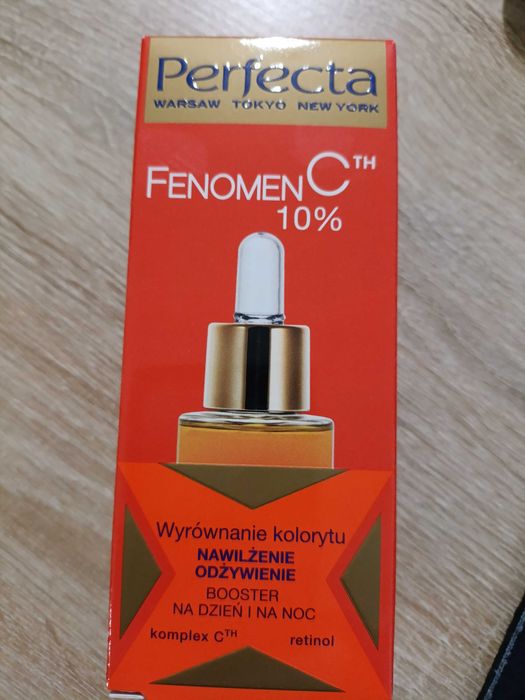 Perfecta
WARSAW TOKYO NEW YORK
FENOMEN C TH
10%
Wyrównanie kolorytu
NAWILŻENIE
ODŻYWIENIE
BOOSTER
NA DZIEŃ I NA NOC
komplex C TH retinol